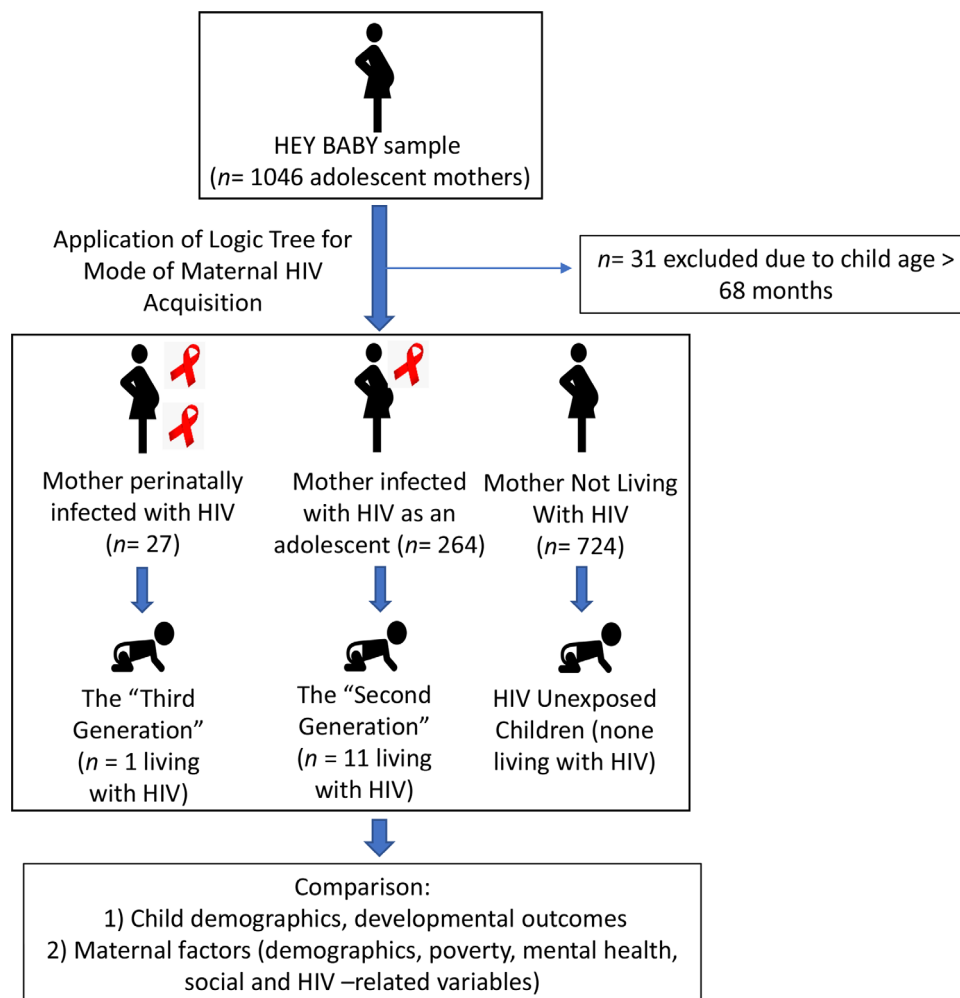 HEY BABY sample
(n= 1046 adolescent mothers)
Application of Logic Tree for
Mode of Maternal HIV
Acquisition
n= 31 excluded due to child age >
68 months
Mother perinatally
infected with HIV
(n= 27)
Mother infected
with HIV as an
adolescent (n= 264)
Mother Not Living
With HIV
(n= 724)
The “Third
Generation”
(n = 1 living
with HIV)
The “Second
Generation”
(n = 11 living
with HIV)
HIV Unexposed
Children (none
living with HIV)
Comparison:
1) Child demographics, developmental outcomes
2) Maternal factors (demographics, poverty, mental health,
social and HIV –related variables)